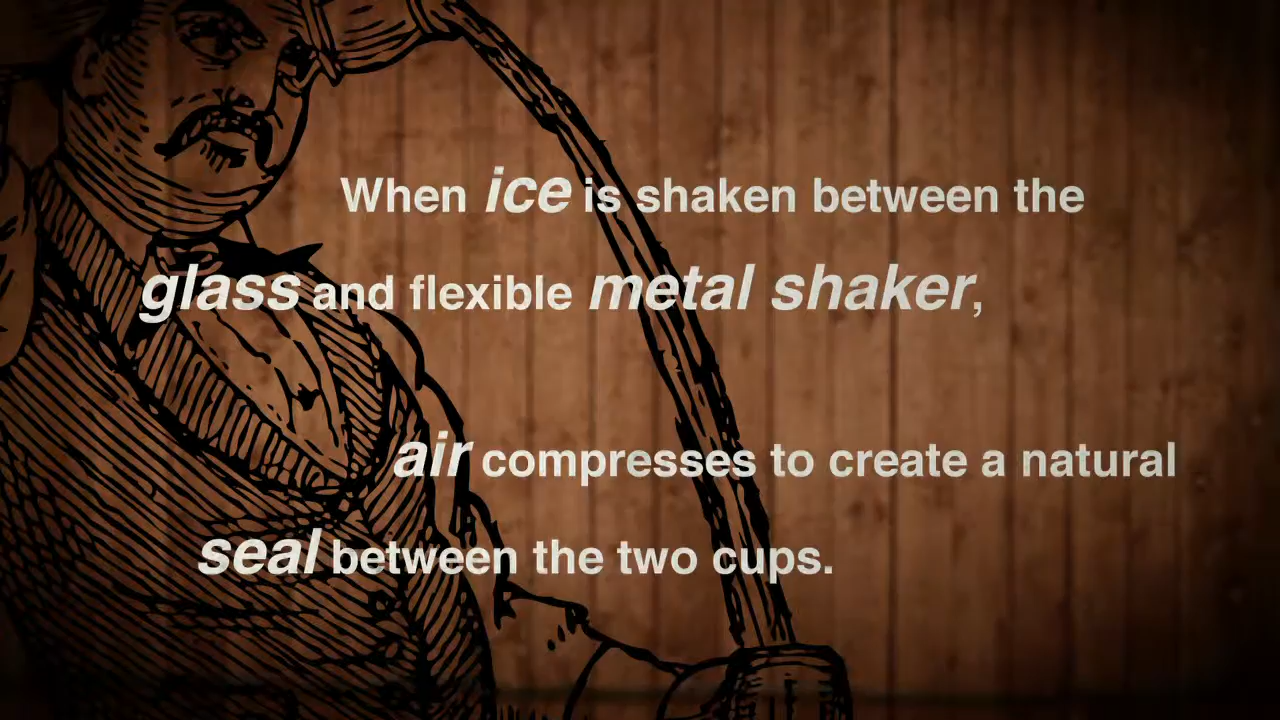 When ice is shaken between the
glass and flexible metal shaker,
air compresses to create a natural
seal between the two cups.